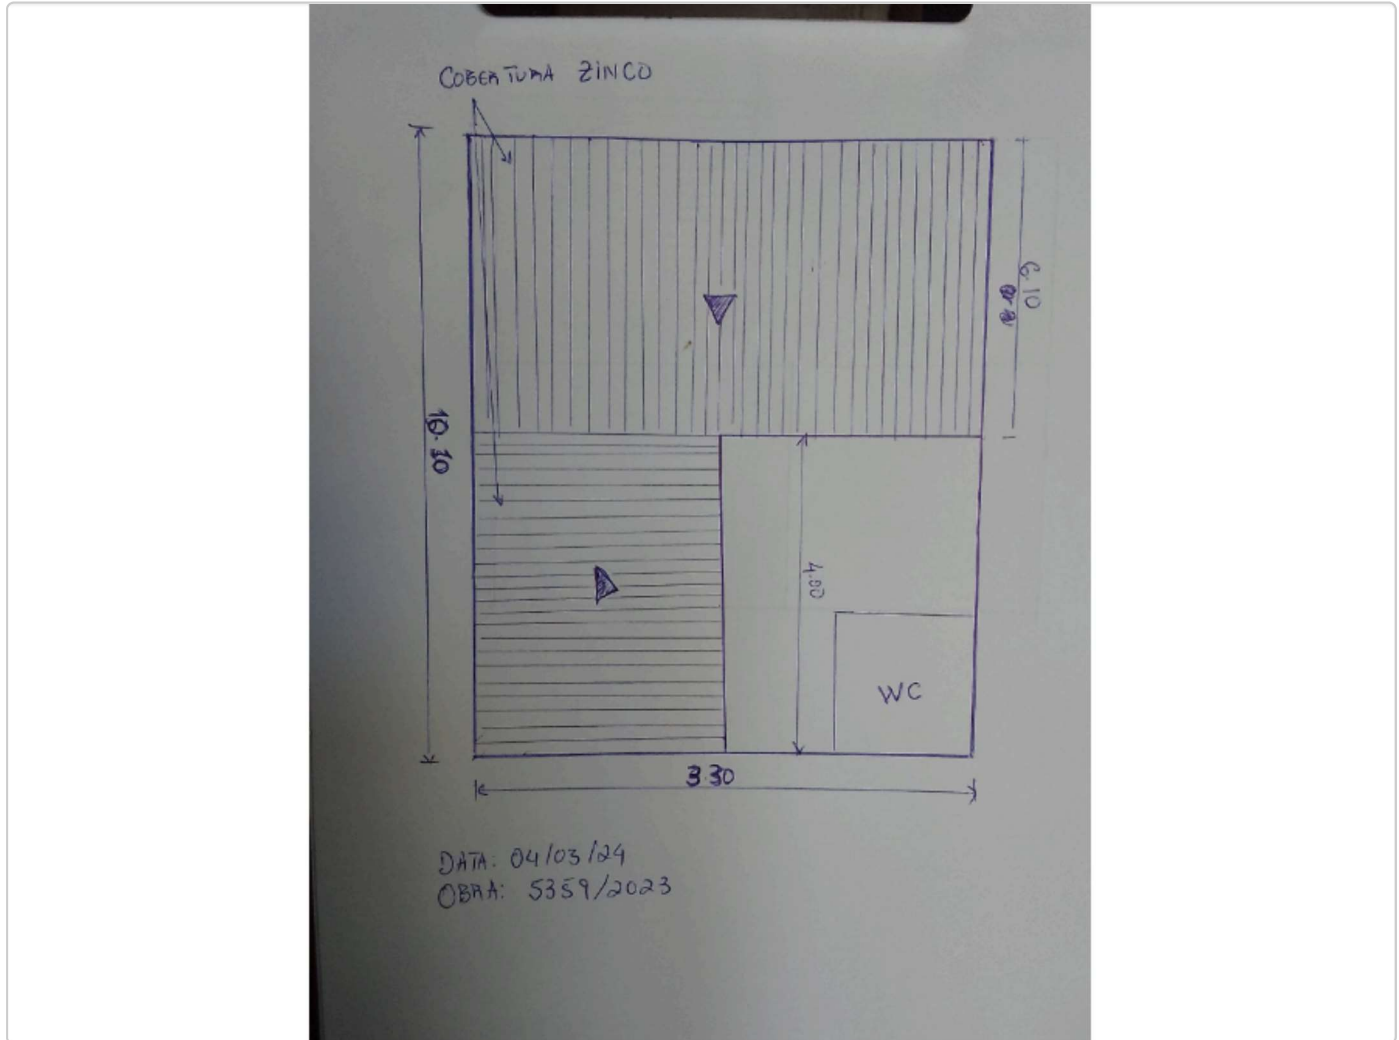 COBERTURA ZINCO
6.10
10.10
4.00
WC
3.30
DATA: 04/03/24
OBRA: 5359/2023